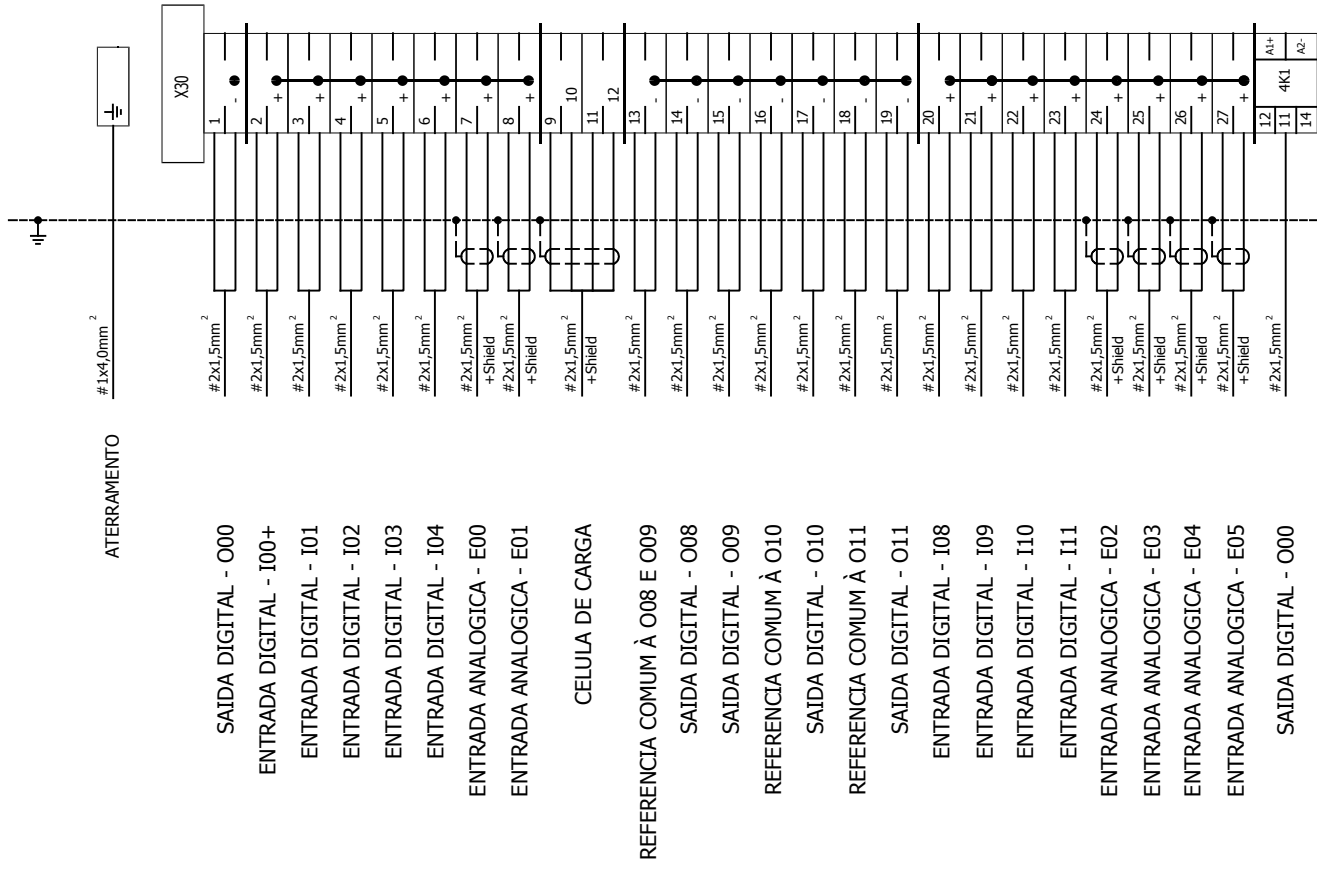 X30
1
-
2
+
3
+
4
+
5
+
6
+
7
+
8
+
9
10
11
12
13
-
14
-
15
-
16
-
17
-
18
-
19
-
20
+
21
+
22
+
23
+
24
+
25
+
26
+
27
+
12
11
14
4K1
A1+
A2-
#1x4,0mm²
#2x1,5mm²
#2x1,5mm²
#2x1,5mm²
#2x1,5mm²
#2x1,5mm²
#2x1,5mm²
#2x1,5mm²
+Shield
#2x1,5mm²
+Shield
#2x1,5mm²
+Shield
#2x1,5mm²
#2x1,5mm²
#2x1,5mm²
#2x1,5mm²
#2x1,5mm²
#2x1,5mm²
#2x1,5mm²
#2x1,5mm²
#2x1,5mm²
#2x1,5mm²
#2x1,5mm²
#2x1,5mm²
+Shield
#2x1,5mm²
+Shield
#2x1,5mm²
+Shield
#2x1,5mm²
+Shield
#2x1,5mm²
ATERRAMENTO
SAIDA DIGITAL - O00
ENTRADA DIGITAL - I00+
ENTRADA DIGITAL - I01
ENTRADA DIGITAL - I02
ENTRADA DIGITAL - I03
ENTRADA DIGITAL - I04
ENTRADA ANALOGICA - E00
ENTRADA ANALOGICA - E01
CELULA DE CARGA
REFERENCIA COMUM À O08 E O09
SAIDA DIGITAL - O08
SAIDA DIGITAL - O09
REFERENCIA COMUM À O10
SAIDA DIGITAL - O10
REFERENCIA COMUM À O11
SAIDA DIGITAL - O11
ENTRADA DIGITAL - I08
ENTRADA DIGITAL - I09
ENTRADA DIGITAL - I10
ENTRADA DIGITAL - I11
ENTRADA ANALOGICA - E02
ENTRADA ANALOGICA - E03
ENTRADA ANALOGICA - E04
ENTRADA ANALOGICA - E05
SAIDA DIGITAL - O00